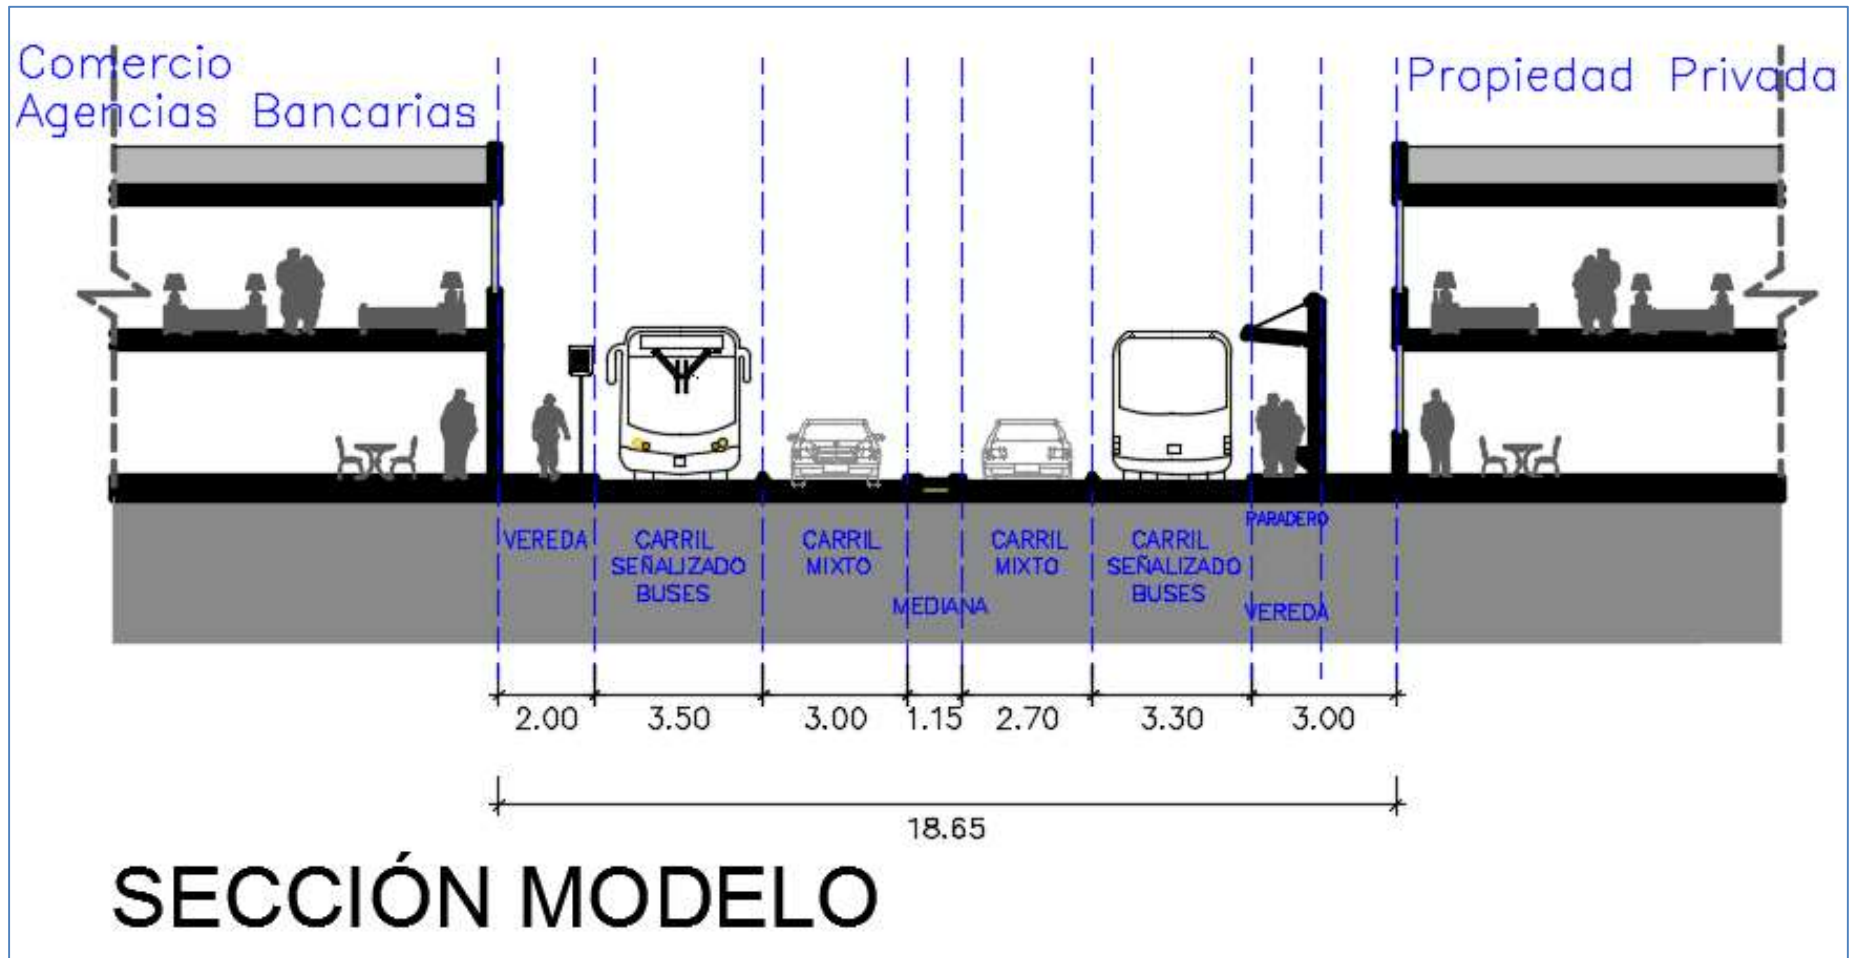 Comercio
Agencias Bancarias
Propiedad Privada
PARADERO
VEREDA
CARRIL
SEÑALIZADO
BUSES
CARRIL
MIXTO
MEDIANA
CARRIL
MIXTO
CARRIL
SEÑALIZADO
BUSES
VEREDA
2.00
3.50
3.00
1.15
2.70
3.30
3.00
18.65
SECCIÓN MODELO